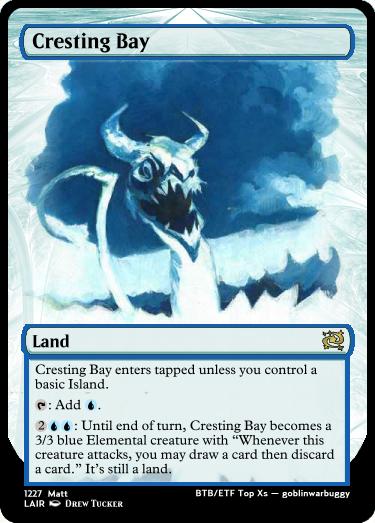 Cresting Bay
Land
Cresting Bay enters tapped unless you control a
basic Island.
: Add .
2: Until end of turn, Cresting Bay becomes a
3/3 blue Elemental creature with “Whenever this
creature attacks, you may draw a card then discard
a card.” It’s still a land.
1227 Matt
BTB/ETF Top Xs — goblinwarbuggy
LAIR Drew Tucker